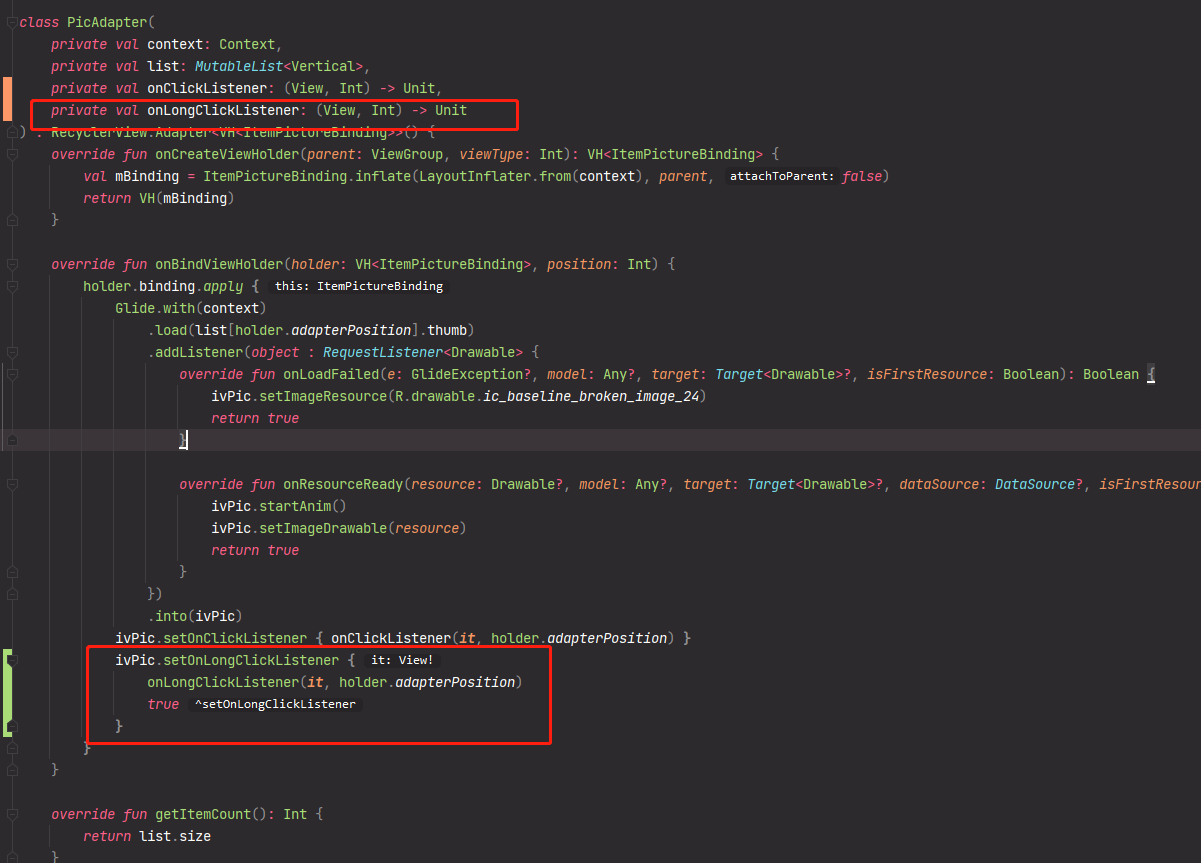 class PicAdapter(
    private val context: Context,
    private val list: MutableList<Vertical>,
    private val onClickListener: (View, Int) -> Unit,
    private val onLongClickListener: (View, Int) -> Unit
) : RecyclerView.Adapter<VH<ItemPictureBinding>>() {
    override fun onCreateViewHolder(parent: ViewGroup, viewType: Int): VH<ItemPictureBinding> {
        val mBinding = ItemPictureBinding.inflate(LayoutInflater.from(context), parent, attachToParent: false)
        return VH(mBinding)
    }
    override fun onBindViewHolder(holder: VH<ItemPictureBinding>, position: Int) {
        holder.binding.apply { this: ItemPictureBinding
            Glide.with(context)
                .load(list[holder.adapterPosition].thumb)
                .addListener(object : RequestListener<Drawable> {
                    override fun onLoadFailed(e: GlideException?, model: Any?, target: Target<Drawable>?, isFirstResource: Boolean): Boolean {
                        ivPic.setImageResource(R.drawable.ic_baseline_broken_image_24)
                        return true
                    }
                    override fun onResourceReady(resource: Drawable?, model: Any?, target: Target<Drawable>?, dataSource: DataSource?, isFirstResour
                        ivPic.startAnim()
                        ivPic.setImageDrawable(resource)
                        return true
                    }
                })
                .into(ivPic)
            ivPic.setOnClickListener { onClickListener(it, holder.adapterPosition) }
            ivPic.setOnLongClickListener { it: View!
                onLongClickListener(it, holder.adapterPosition)
                true ^setOnLongClickListener
            }
        }
    }
    override fun getItemCount(): Int {
        return list.size
    }